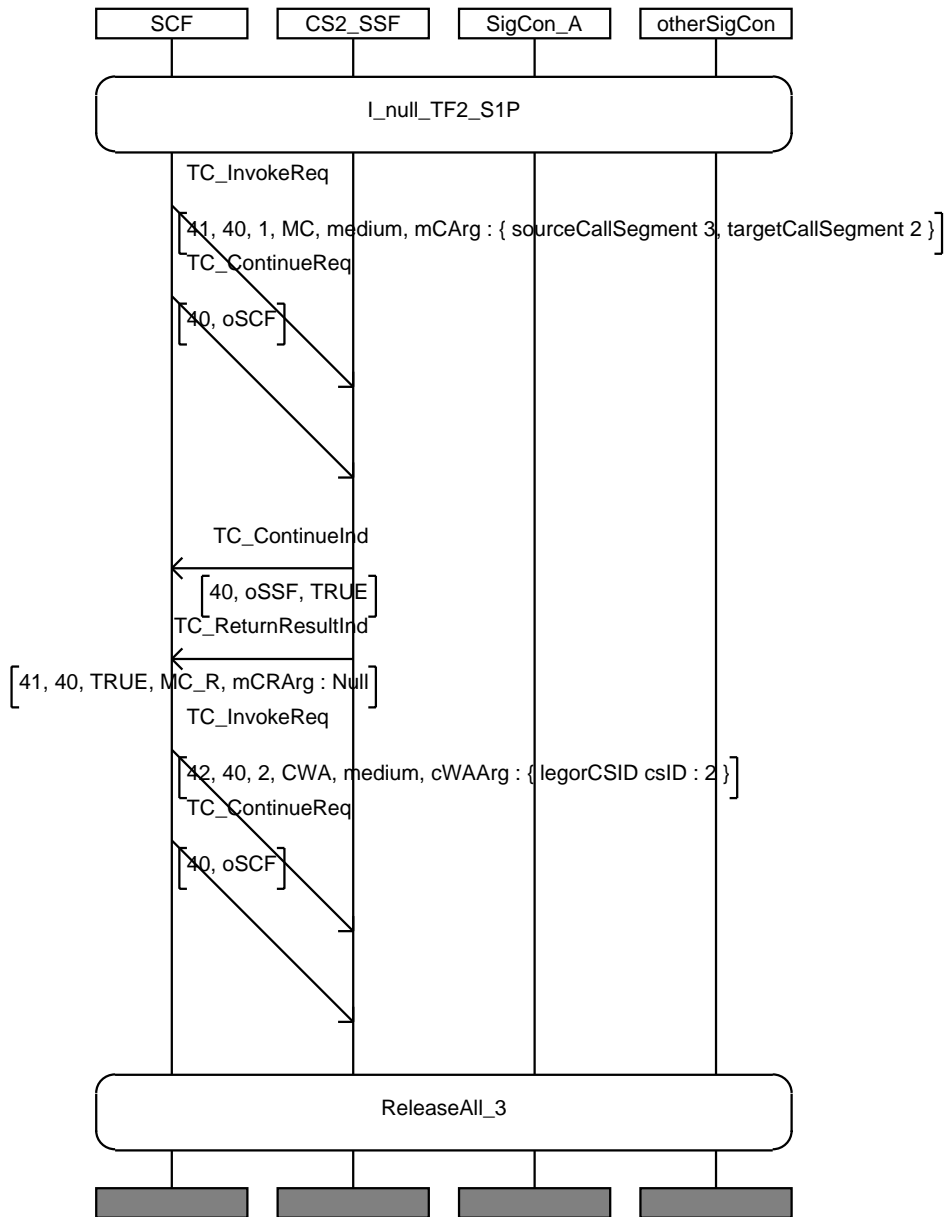 SCF CS2_SSF SigCon_A otherSigCon
I_null_TF2_S1P
TC_InvokeReq
41, 40, 1, MC, medium, mCArg : { sourceCallSegment 3, targetCallSegment 2 }
TC_ContinueReq
40, oSCF
TC_ContinueInd
40, oSSF, TRUE
TC_ReturnResultInd
41, 40, TRUE, MC_R, mCRArg : Null
TC_InvokeReq
42, 40, 2, CWA, medium, cWAArg : { legorCSID csID : 2 }
TC_ContinueReq
40, oSCF
ReleaseAll_3